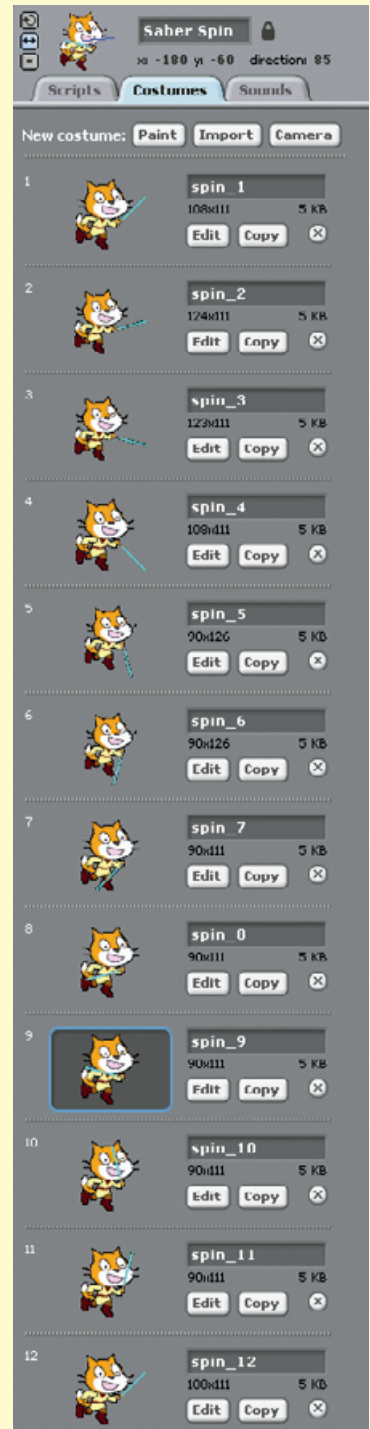 Saber Spin
x: -180 y: -60 direction: 85
Scripts Costumes Sounds
New costume: Paint Import Camera
1
spin_1
108x111 5 KB
Edit Copy
2
spin_2
124x111 5 KB
Edit Copy
3
spin_3
123x111 5 KB
Edit Copy
4
spin_4
108x111 5 KB
Edit Copy
5
spin_5
90x126 5 KB
Edit Copy
6
spin_6
90x126 5 KB
Edit Copy
7
spin_7
90x111 5 KB
Edit Copy
8
spin_8
90x111 5 KB
Edit Copy
9
spin_9
90x111 5 KB
Edit Copy
10
spin_10
90x111 5 KB
Edit Copy
11
spin_11
90x111 5 KB
Edit Copy
12
spin_12
100x111 5 KB
Edit Copy